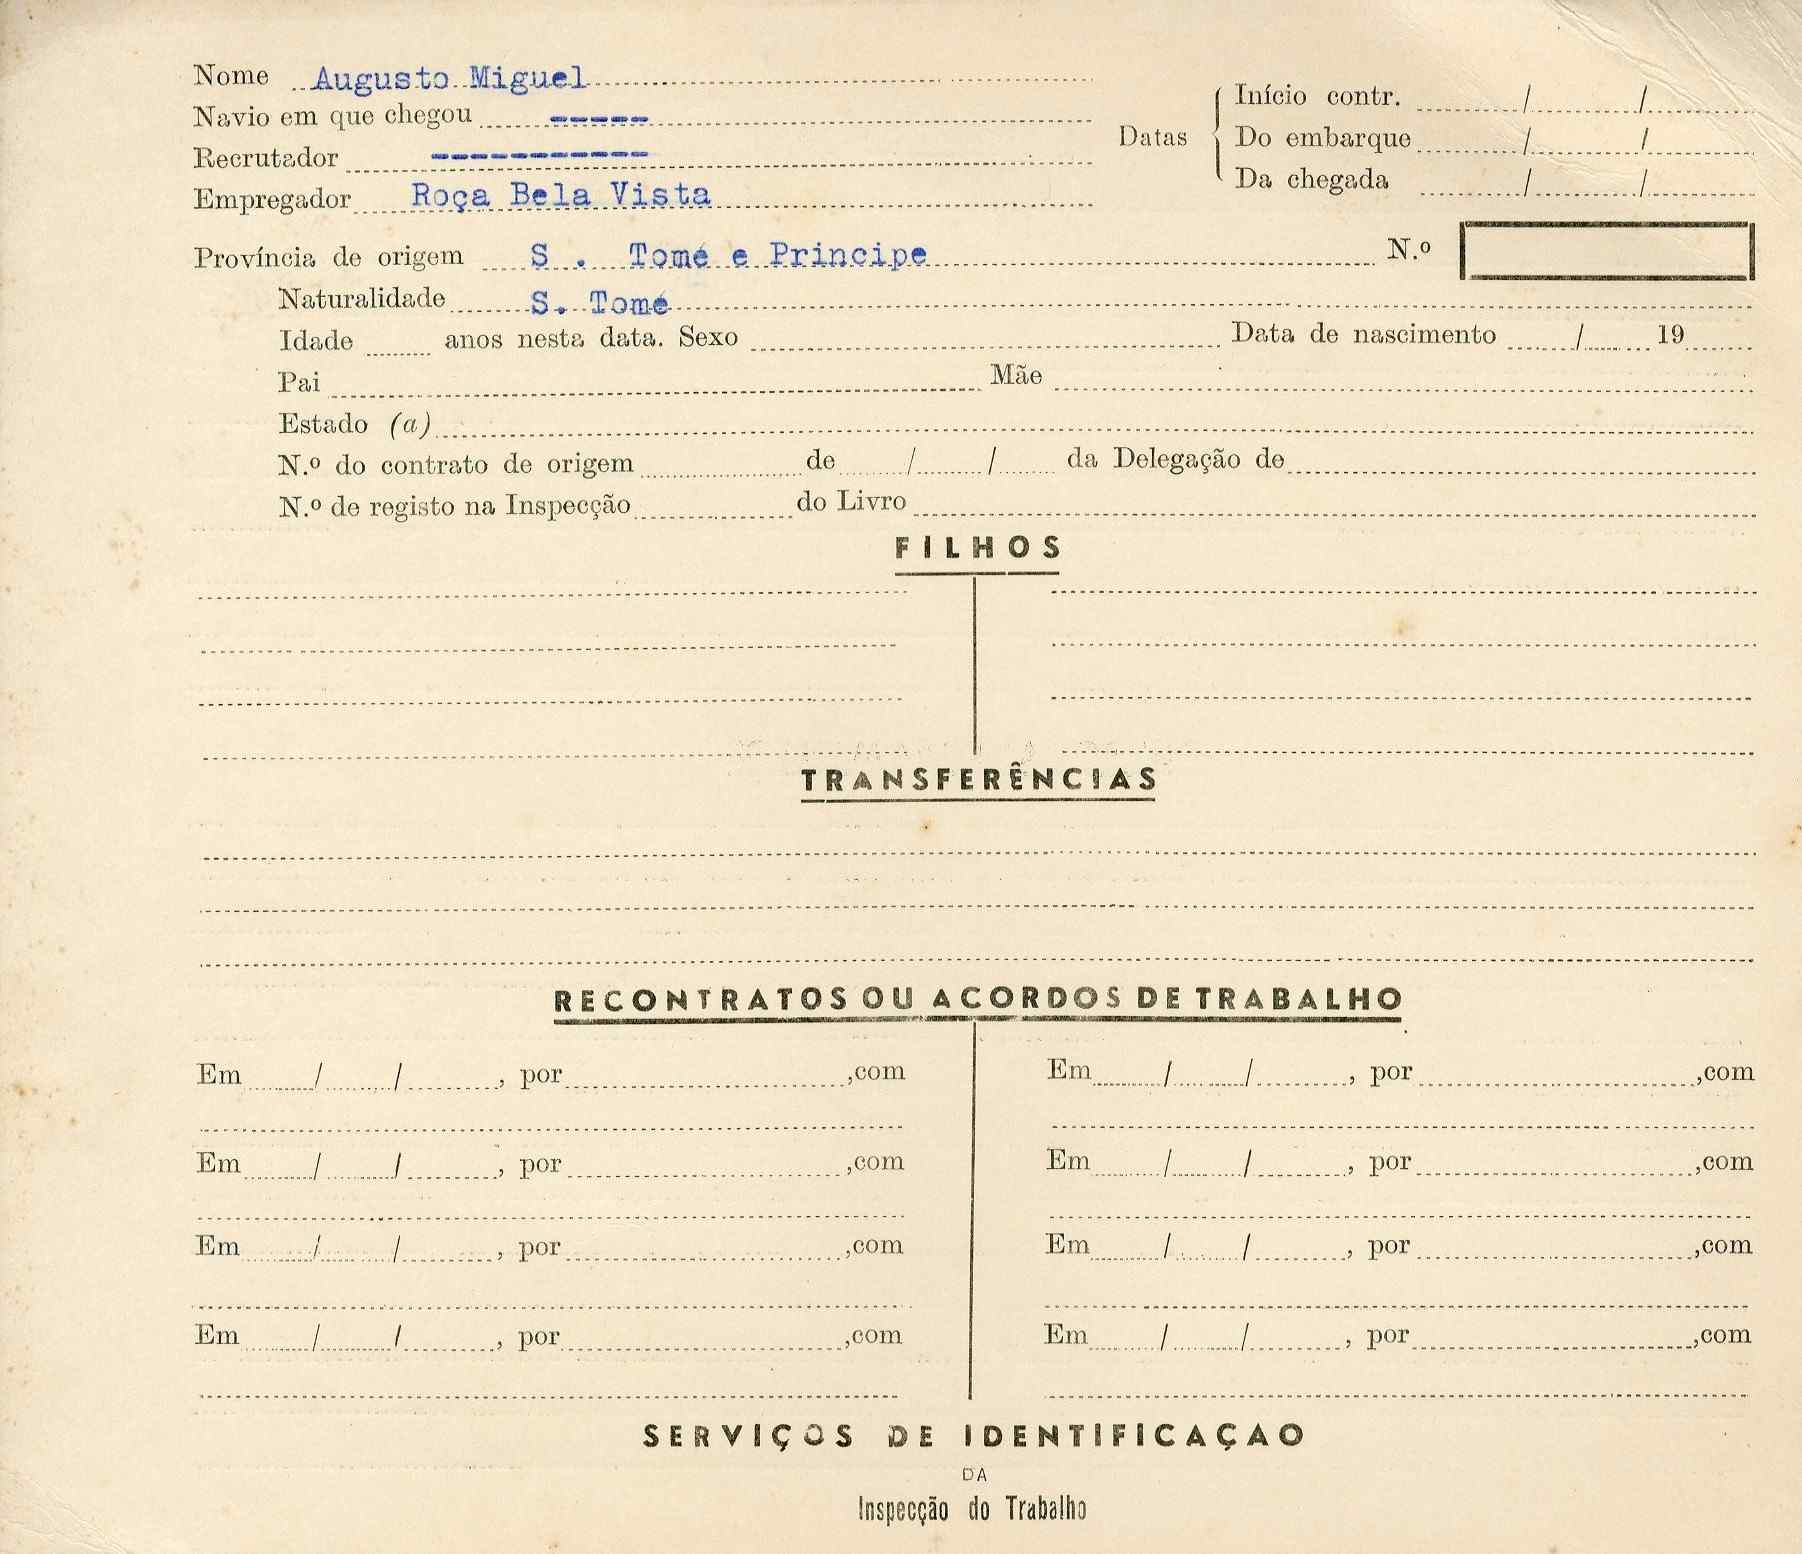 Nome Augusto Miguel
Navio em que chegou -----
Recrutador -----------
Empregador Roça Bela Vista
Datas
Início contr. / /
Do embarque / /
Da chegada / /
Província de origem S . Tomé e Principe N.º
Naturalidade S. Tomé
Idade anos nesta data. Sexo Data de nascimento / 19
Pai Mãe
Estado (a)
N.º do contrato de origem de / / da Delegação de
N.º de registo na Inspecção do Livro
FILHOS
TRANSFERÊNCIAS
RECONTRATOS OU ACORDOS DE TRABALHO
Em / / , por ,com Em / / , por ,com
Em / / , por ,com Em / / , por ,com
Em / / , por ,com Em / / , por ,com
Em / / , por ,com Em / / , por ,com
SERVIÇOS DE IDENTIFICAÇAO
DA
Inspecção do Trabalho